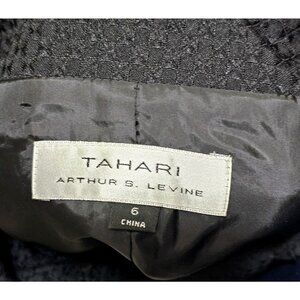 TAHARI
ARTHUR S. LEVINE
6
CHINA